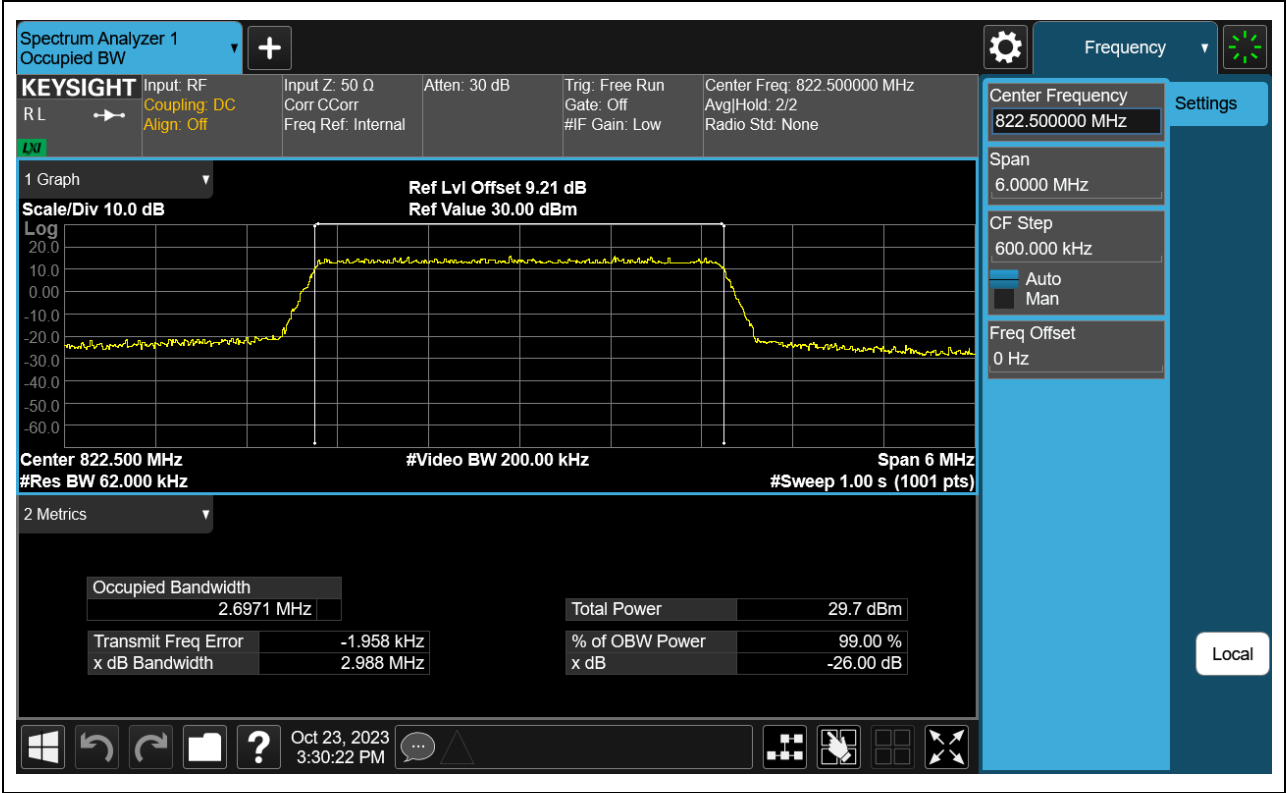 Spectrum Analyzer 1
Occupied BW
Frequency
KEYSIGHT
R L
LXI
Input: RF
Coupling: DC
Align: Off
Input Z: 50 Ω
Corr CCorr
Freq Ref: Internal
Atten: 30 dB
Trig: Free Run
Gate: Off
#IF Gain: Low
Center Freq: 822.500000 MHz
Avg|Hold: 2/2
Radio Std: None
Center Frequency
822.500000 MHz
Settings
Span
6.0000 MHz
CF Step
600.000 kHz
Auto
Man
Freq Offset
0 Hz
Local
1 Graph
Scale/Div 10.0 dB
Ref Lvl Offset 9.21 dB
Ref Value 30.00 dBm
Log
20.0
10.0
0.00
-10.0
-20.0
-30.0
-40.0
-50.0
-60.0
Center 822.500 MHz
#Video BW 200.00 kHz
Span 6 MHz
#Res BW 62.000 kHz
#Sweep 1.00 s (1001 pts)
2 Metrics
Occupied Bandwidth
2.6971 MHz
Total Power 29.7 dBm
Transmit Freq Error -1.958 kHz
% of OBW Power 99.00 %
x dB Bandwidth 2.988 MHz
x dB -26.00 dB
?
Oct 23, 2023
3:30:22 PM